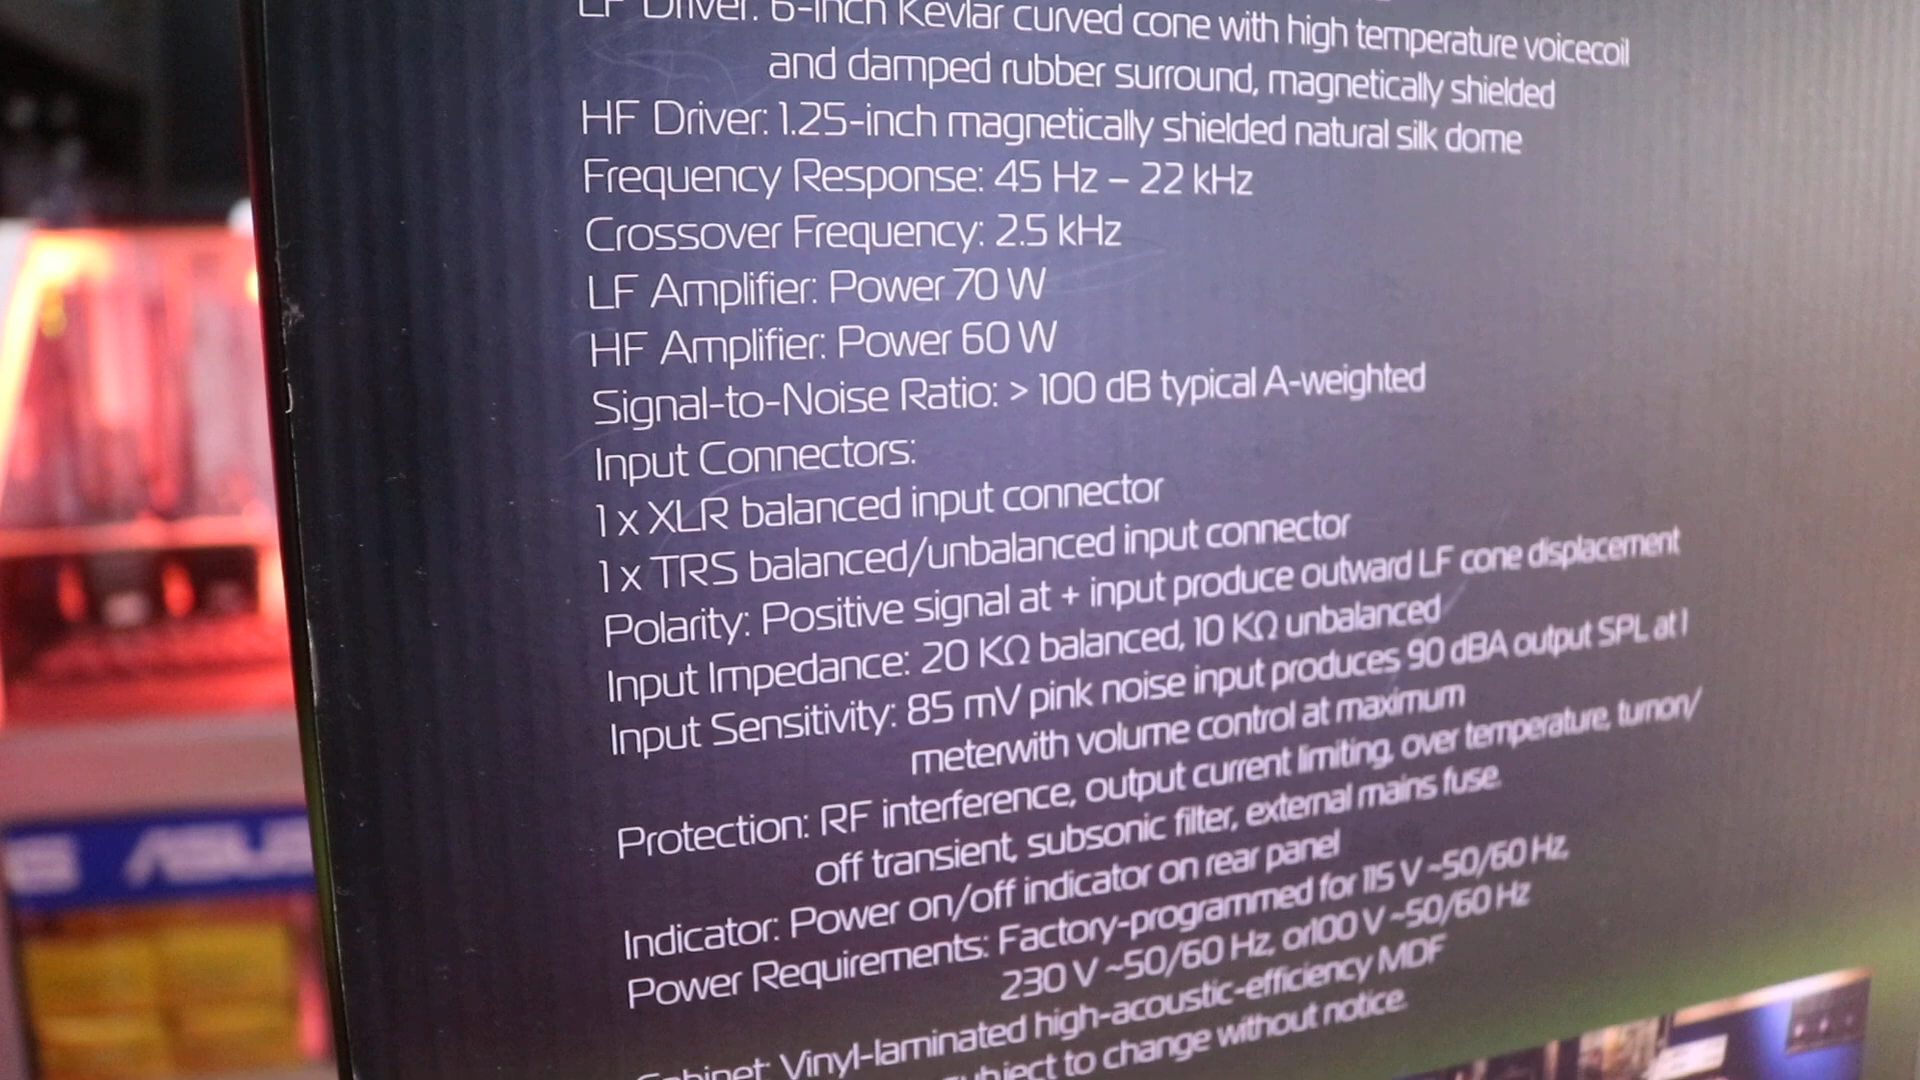 LF Driver: 6-inch Kevlar curved cone with high temperature voicecoil
and damped rubber surround, magnetically shielded
HF Driver: 1.25-inch magnetically shielded natural silk dome
Frequency Response: 45 Hz – 22 kHz
Crossover Frequency: 2.5 kHz
LF Amplifier: Power 70 W
HF Amplifier: Power 60 W
Signal-to-Noise Ratio: > 100 dB typical A-weighted
Input Connectors:
1 x XLR balanced input connector
1 x TRS balanced/unbalanced input connector
Polarity: Positive signal at + input produce outward LF cone displacement
Input Impedance: 20 KΩ balanced, 10 KΩ unbalanced
Input Sensitivity: 85 mV pink noise input produces 90 dBA output SPL at 1
meterwith volume control at maximum
Protection: RF interference, output current limiting, over temperature, turnon/
off transient, subsonic filter, external mains fuse.
Indicator: Power on/off indicator on rear panel
Power Requirements: Factory-programmed for 115 V ~50/60 Hz,
230 V ~50/60 Hz, or100 V ~50/60 Hz
Cabinet: Vinyl-laminated high-acoustic-efficiency MDF
subject to change without notice.
ASUS